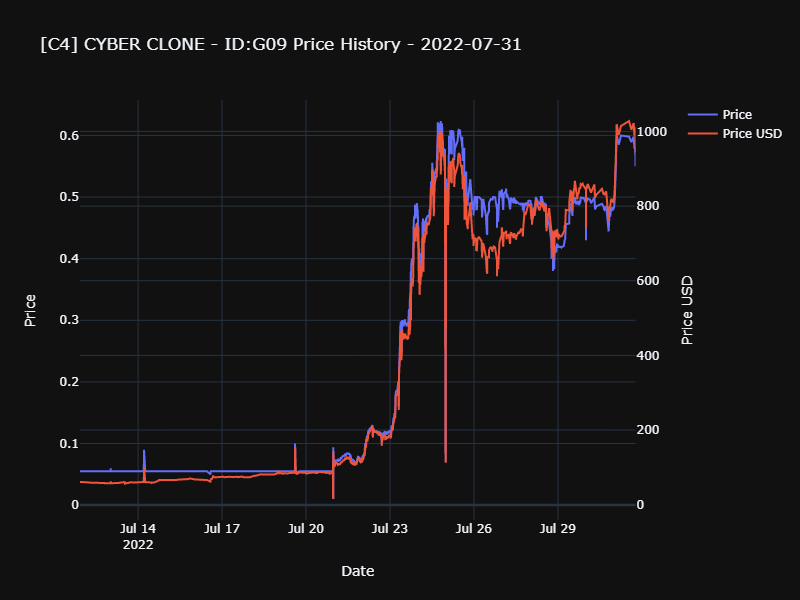 [C4] CYBER CLONE - ID:G09 Price History - 2022-07-31
Price
Price USD
0.6
0.5
0.4
0.3
0.2
0.1
0
1000
800
600
400
200
0
Price
Price USD
Jul 14
2022
Jul 17
Jul 20
Jul 23
Jul 26
Jul 29
Date